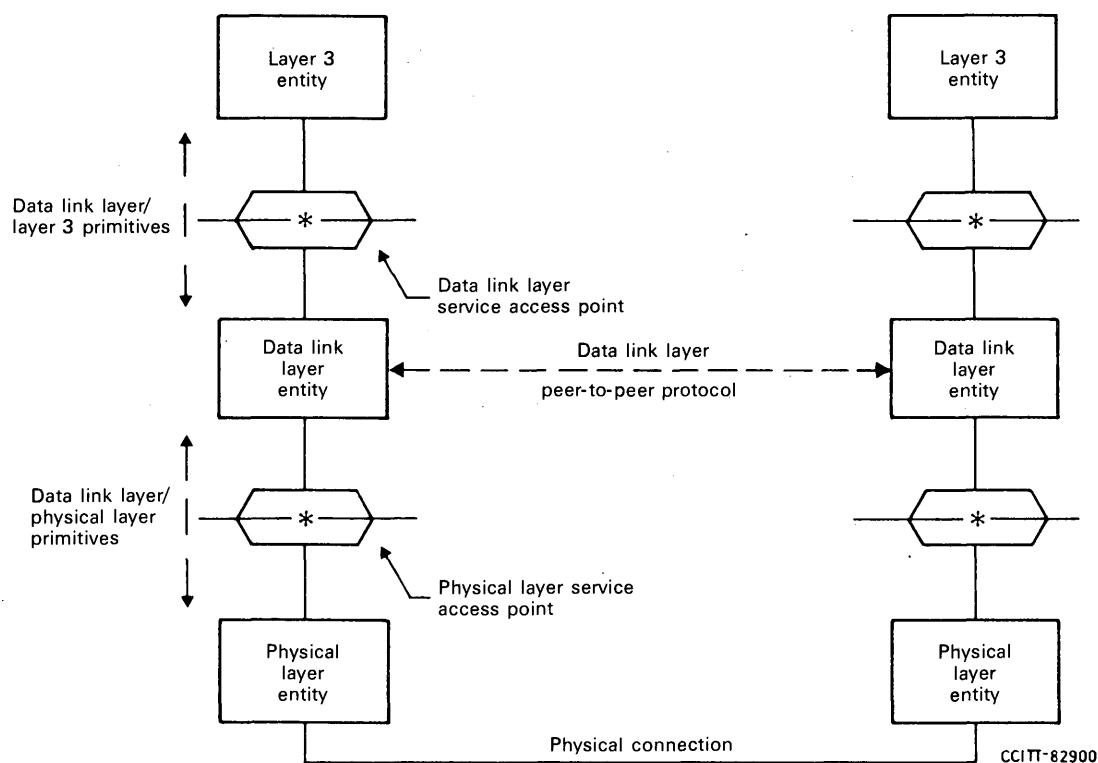 Layer 3
entity
Layer 3
entity
Data link layer/
layer 3 primitives
*
*
Data link layer
service access point
Data link
layer
entity
Data link layer
peer-to-peer protocol
Data link
layer
entity
Data link layer/
physical layer
primitives
*
*
Physical layer service
access point
Physical
layer
entity
Physical
layer
entity
Physical connection
CCITT-82900